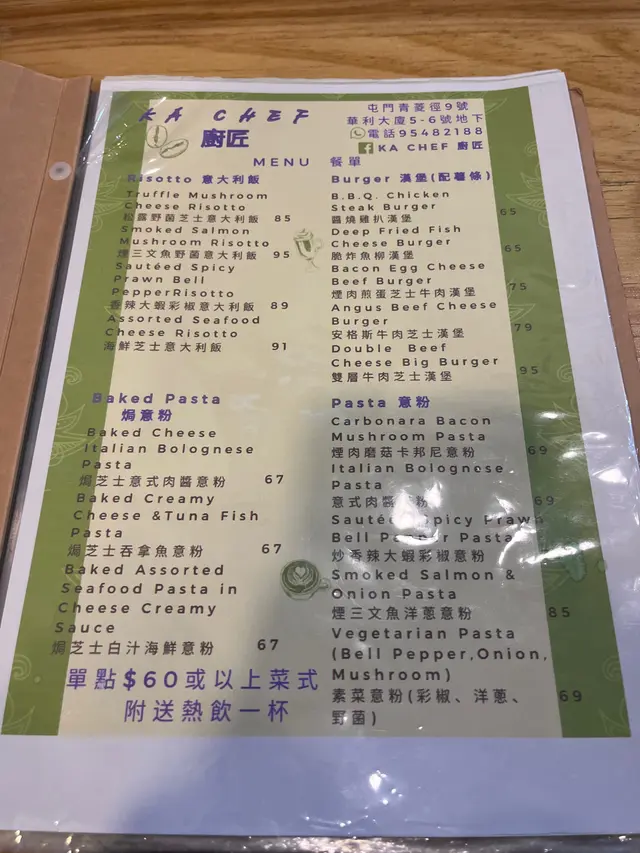 KA CHEF
廚匠
屯門青菱徑9號
華利大廈5-6號地下
電話95482188
KA CHEF 廚匠
MENU 餐單
Risotto 意大利飯
Truffle Mushroom
Cheese Risotto
松露野菌芝士意大利飯 85
Smoked Salmon
Mushroom Risotto
煙三文魚野菌意大利飯 95
Sautéed Spicy
Prawn Bell
PepperRisotto
香辣大蝦彩椒意大利飯 89
Assorted Seafood
Cheese Risotto
海鮮芝士意大利飯 91
Burger 漢堡(配薯條)
B.B.Q. Chicken
Steak Burger
醬燒雞扒漢堡 65
Deep Fried Fish
Cheese Burger
脆炸魚柳漢堡 65
Bacon Egg Cheese
Beef Burger
煙肉煎蛋芝士牛肉漢堡 75
Angus Beef Cheese
Burger
安格斯牛肉芝士漢堡 79
Double Beef
Cheese Big Burger
雙層牛肉芝士漢堡 95
Baked Pasta
焗意粉
Baked Cheese
Italian Bolognese
Pasta
焗芝士意式肉醬意粉 67
Baked Creamy
Cheese &Tuna Fish
Pasta
焗芝士吞拿魚意粉 67
Baked Assorted
Seafood Pasta in
Cheese Creamy
Sauce
焗芝士白汁海鮮意粉 67
Pasta 意粉
Carbonara Bacon
Mushroom Pasta
煙肉磨菇卡邦尼意粉 69
Italian Bolognose
Pasta
意式肉醬意粉 69
Sautéed Spicy Prawn
Bell Pepper Pasta
炒香辣大蝦彩椒意粉
Smoked Salmon &
Onion Pasta
煙三文魚洋蔥意粉 85
Vegetarian Pasta
(Bell Pepper,Onion,
Mushroom)
素菜意粉(彩椒、洋蔥、 69
野菌)
單點$60或以上菜式
附送熱飲一杯